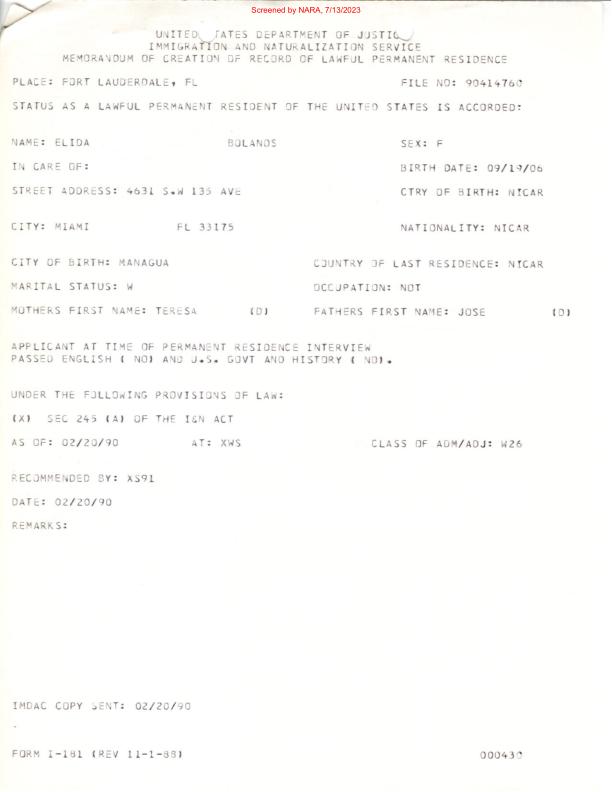 Screened by NARA, 7/13/2023
UNITED STATES DEPARTMENT OF JUSTICE
IMMIGRATION AND NATURALIZATION SERVICE
MEMORANDUM OF CREATION OF RECORD OF LAWFUL PERMANENT RESIDENCE
PLACE: FORT LAUDERDALE, FL FILE NO: 90414760
STATUS AS A LAWFUL PERMANENT RESIDENT OF THE UNITED STATES IS ACCORDED:
NAME: ELIDA BOLANOS SEX: F
IN CARE OF: BIRTH DATE: 09/19/06
STREET ADDRESS: 4631 S.W 135 AVE CTRY OF BIRTH: NICAR
CITY: MIAMI FL 33175 NATIONALITY: NICAR
CITY OF BIRTH: MANAGUA COUNTRY OF LAST RESIDENCE: NICAR
MARITAL STATUS: W OCCUPATION: NOT
MOTHERS FIRST NAME: TERESA (D) FATHERS FIRST NAME: JOSE (D)
APPLICANT AT TIME OF PERMANENT RESIDENCE INTERVIEW
PASSED ENGLISH ( NO) AND U.S. GOVT AND HISTORY ( NO).
UNDER THE FOLLOWING PROVISIONS OF LAW:
(X) SEC 245 (A) OF THE I&N ACT
AS OF: 02/20/90 AT: XWS CLASS OF ADM/ADJ: W26
RECOMMENDED BY: XS91
DATE: 02/20/90
REMARKS:
IMDAC COPY SENT: 02/20/90
FORM I-181 (REV 11-1-88) 000430